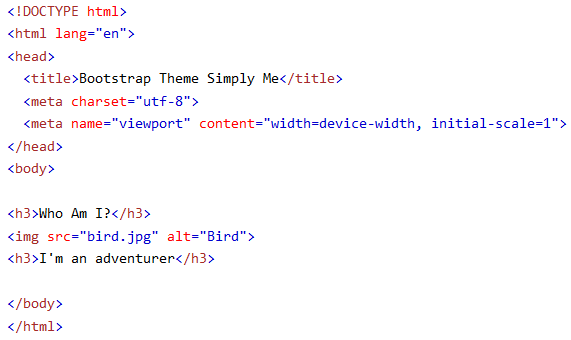 <!DOCTYPE html>
<html lang="en">
<head>
  <title>Bootstrap Theme Simply Me</title>
  <meta charset="utf-8">
  <meta name="viewport" content="width=device-width, initial-scale=1">
</head>
<body>

<h3>Who Am I?</h3>
<img src="bird.jpg" alt="Bird">
<h3>I'm an adventurer</h3>

</body>
</html>